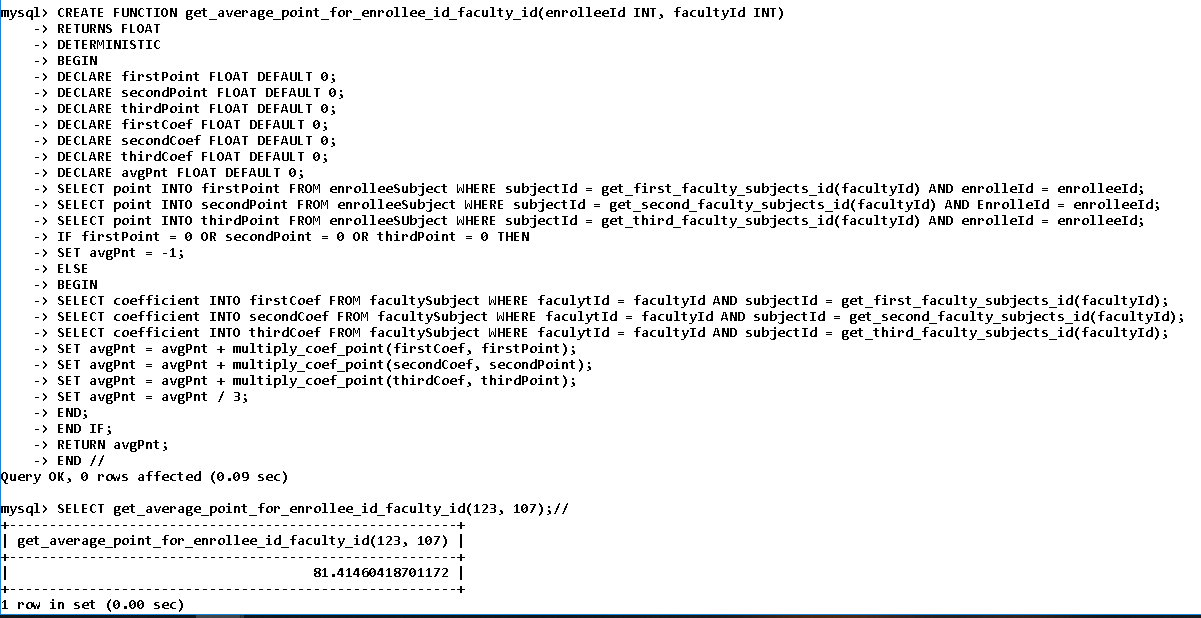 mysql> CREATE FUNCTION get_average_point_for_enrollee_id_faculty_id(enrolleeId INT, facultyId INT)
    -> RETURNS FLOAT
    -> DETERMINISTIC
    -> BEGIN
    -> DECLARE firstPoint FLOAT DEFAULT 0;
    -> DECLARE secondPoint FLOAT DEFAULT 0;
    -> DECLARE thirdPoint FLOAT DEFAULT 0;
    -> DECLARE firstCoef FLOAT DEFAULT 0;
    -> DECLARE secondCoef FLOAT DEFAULT 0;
    -> DECLARE thirdCoef FLOAT DEFAULT 0;
    -> DECLARE avgPnt FLOAT DEFAULT 0;
    -> SELECT point INTO firstPoint FROM enrolleeSubject WHERE subjectId = get_first_faculty_subjects_id(facultyId) AND enrolleId = enrolleeId;
    -> SELECT point INTO secondPoint FROM enrolleeSubject WHERE subjectId = get_second_faculty_subjects_id(facultyId) AND EnrolleId = enrolleeId;
    -> SELECT point INTO thirdPoint FROM enrolleeSUbject WHERE subjectId = get_third_faculty_subjects_id(facultyId) AND enrolleId = enrolleeId;
    -> IF firstPoint = 0 OR secondPoint = 0 OR thirdPoint = 0 THEN
    -> SET avgPnt = -1;
    -> ELSE
    -> BEGIN
    -> SELECT coefficient INTO firstCoef FROM facultySubject WHERE faculytId = facultyId AND subjectId = get_first_faculty_subjects_id(facultyId);
    -> SELECT coefficient INTO secondCoef FROM facultySubject WHERE faculytId = facultyId AND subjectId = get_second_faculty_subjects_id(facultyId);
    -> SELECT coefficient INTO thirdCoef FROM facultySubject WHERE faculytId = facultyId AND subjectId = get_third_faculty_subjects_id(facultyId);
    -> SET avgPnt = avgPnt + multiply_coef_point(firstCoef, firstPoint);
    -> SET avgPnt = avgPnt + multiply_coef_point(secondCoef, secondPoint);
    -> SET avgPnt = avgPnt + multiply_coef_point(thirdCoef, thirdPoint);
    -> SET avgPnt = avgPnt / 3;
    -> END;
    -> END IF;
    -> RETURN avgPnt;
    -> END //
Query OK, 0 rows affected (0.09 sec)
mysql> SELECT get_average_point_for_enrollee_id_faculty_id(123, 107);//
+--------------------------------------------------------+
| get_average_point_for_enrollee_id_faculty_id(123, 107) |
+--------------------------------------------------------+
|                                      81.41460418701172 |
+--------------------------------------------------------+
1 row in set (0.00 sec)